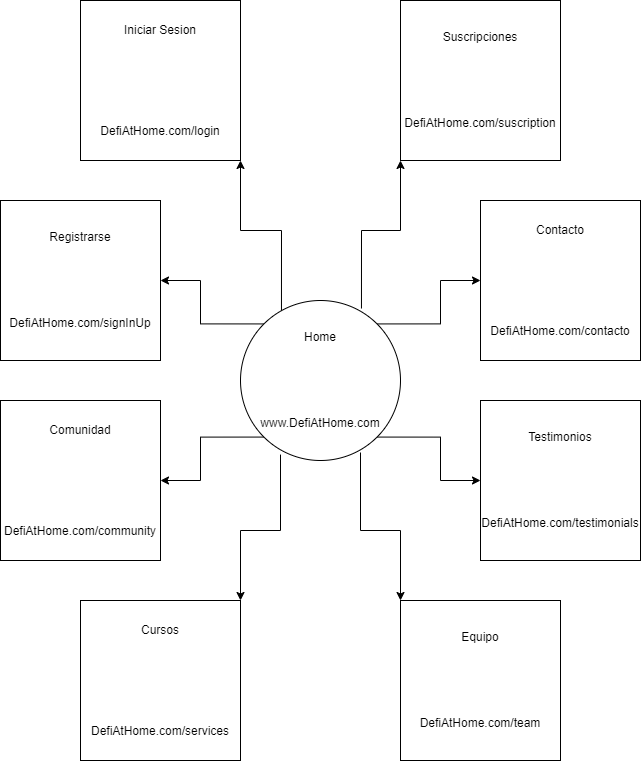 Iniciar Sesion
DefiAtHome.com/login
Suscripciones
DefiAtHome.com/suscription
Registrarse
DefiAtHome.com/signInUp
Contacto
DefiAtHome.com/contacto
Home
www.DefiAtHome.com
Comunidad
DefiAtHome.com/community
Testimonios
DefiAtHome.com/testimonials
Cursos
DefiAtHome.com/services
Equipo
DefiAtHome.com/team